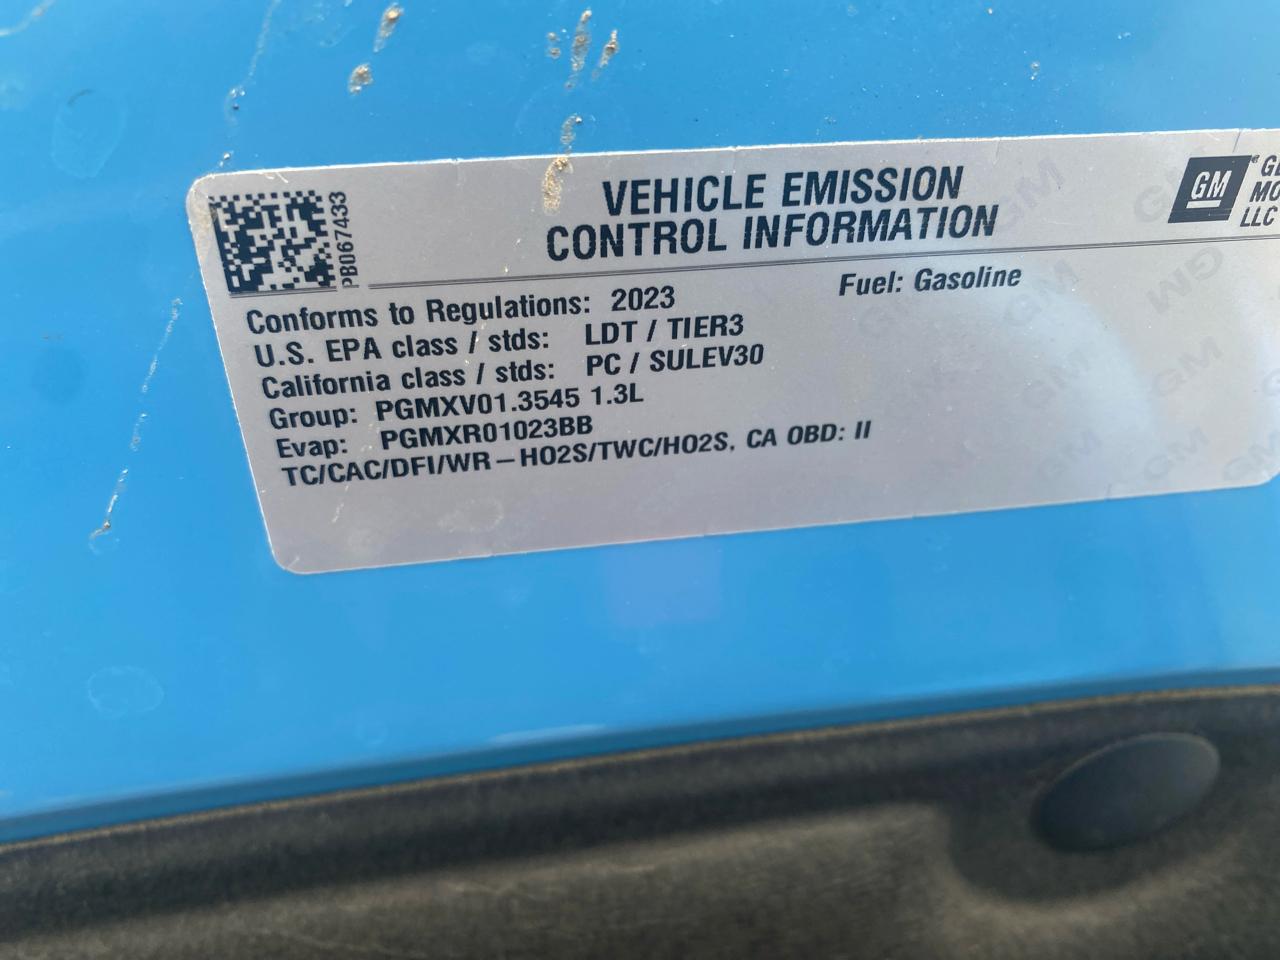 PB067433
VEHICLE EMISSION
CONTROL INFORMATION
GM
MO
LLC
Conforms to Regulations: 2023 Fuel: Gasoline
U.S. EPA class / stds: LDT / TIER3
California class / stds: PC / SULEV30
Group: PGMXV01.3545 1.3L
Evap: PGMXR01023BB
TC/CAC/DFI/WR–HO2S/TWC/HO2S, CA OBD: II